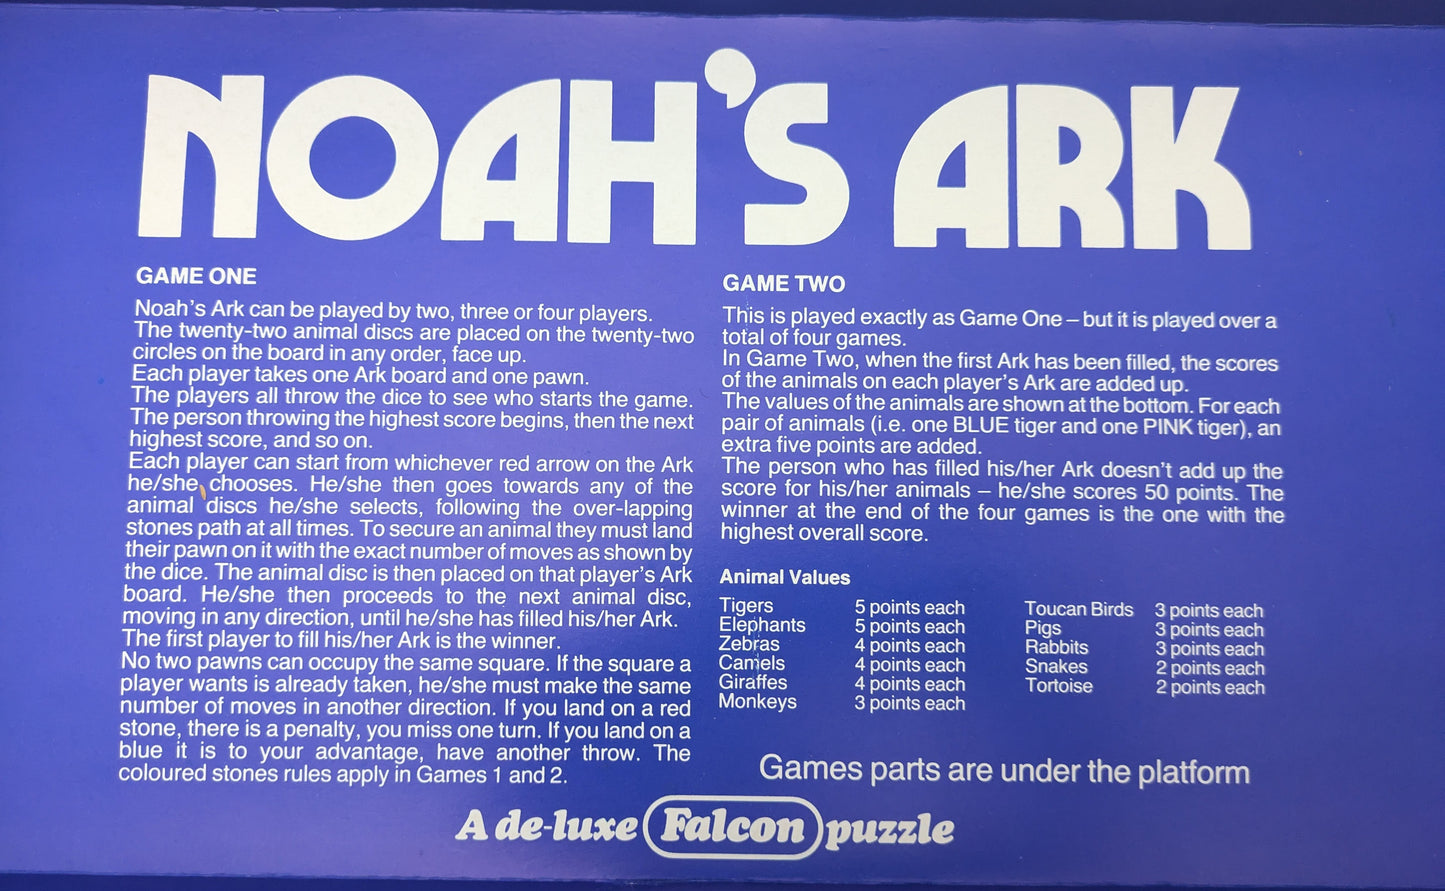 NOAH'S ARK
GAME ONE
Noah's Ark can be played by two, three or four players.
The twenty-two animal discs are placed on the twenty-two
circles on the board in any order, face up.
Each player takes one Ark board and one pawn.
The players all throw the dice to see who starts the game.
The person throwing the highest score begins, then the next
highest score, and so on.
Each player can start from whichever red arrow on the Ark
he/she chooses. He/she then goes towards any of the
animal discs he/she selects, following the over-lapping
stones path at all times. To secure an animal they must land
their pawn on it with the exact number of moves as shown by
the dice. The animal disc is then placed on that player's Ark
board. He/she then proceeds to the next animal disc,
moving in any direction, until he/she has filled his/her Ark.
The first player to fill his/her Ark is the winner.
No two pawns can occupy the same square. If the square a
player wants is already taken, he/she must make the same
number of moves in another direction. If you land on a red
stone, there is a penalty, you miss one turn. If you land on a
blue it is to your advantage, have another throw. The
coloured stones rules apply in Games 1 and 2.
GAME TWO
This is played exactly as Game One – but it is played over a
total of four games.
In Game Two, when the first Ark has been filled, the scores
of the animals on each player's Ark are added up.
The values of the animals are shown at the bottom. For each
pair of animals (i.e. one BLUE tiger and one PINK tiger), an
extra five points are added.
The person who has filled his/her Ark doesn't add up the
score for his/her animals – he/she scores 50 points. The
winner at the end of the four games is the one with the
highest overall score.
Animal Values
Tigers 5 points each
Elephants 5 points each
Zebras 4 points each
Camels 4 points each
Giraffes 4 points each
Monkeys 3 points each
Toucan Birds 3 points each
Pigs 3 points each
Rabbits 3 points each
Snakes 2 points each
Tortoise 2 points each
Games parts are under the platform
A de-luxe Falcon puzzle